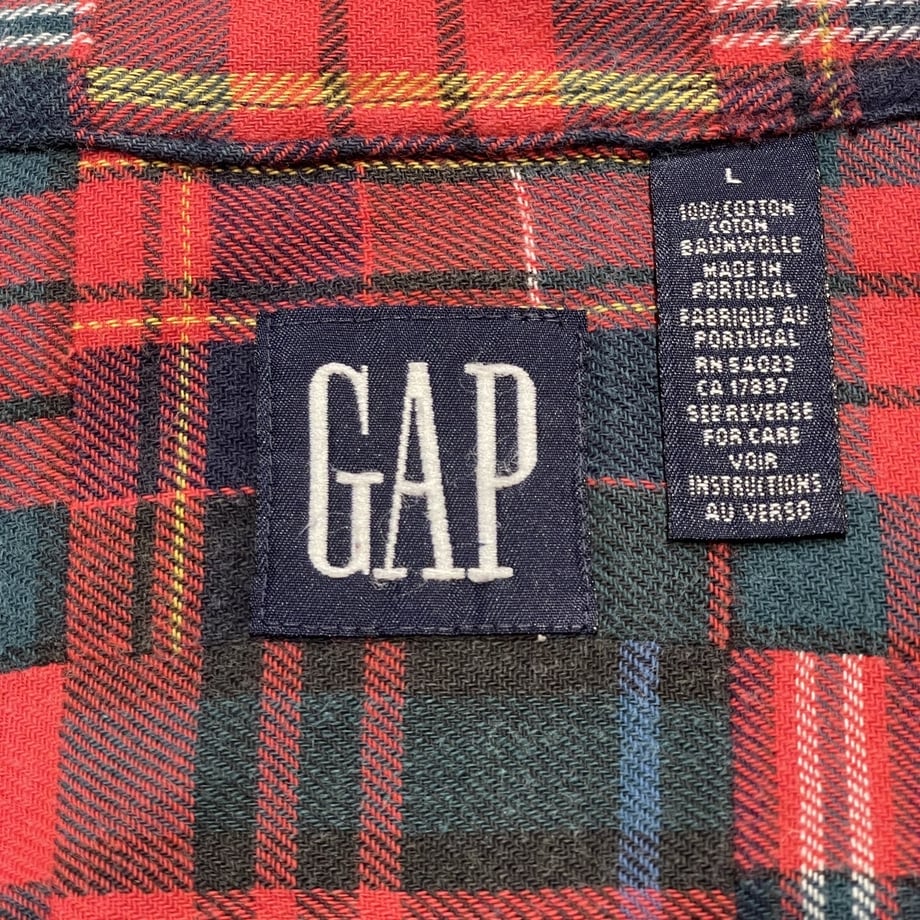 GAP
L
100% COTTON
COTON
BAUMWOLLE
MADE IN
PORTUGAL
FABRIQUE AU
PORTUGAL
RN 54022
CA 17897
SEE REVERSE
FOR CARE
VOIR
INSTRUCTIONS
AU VERSO